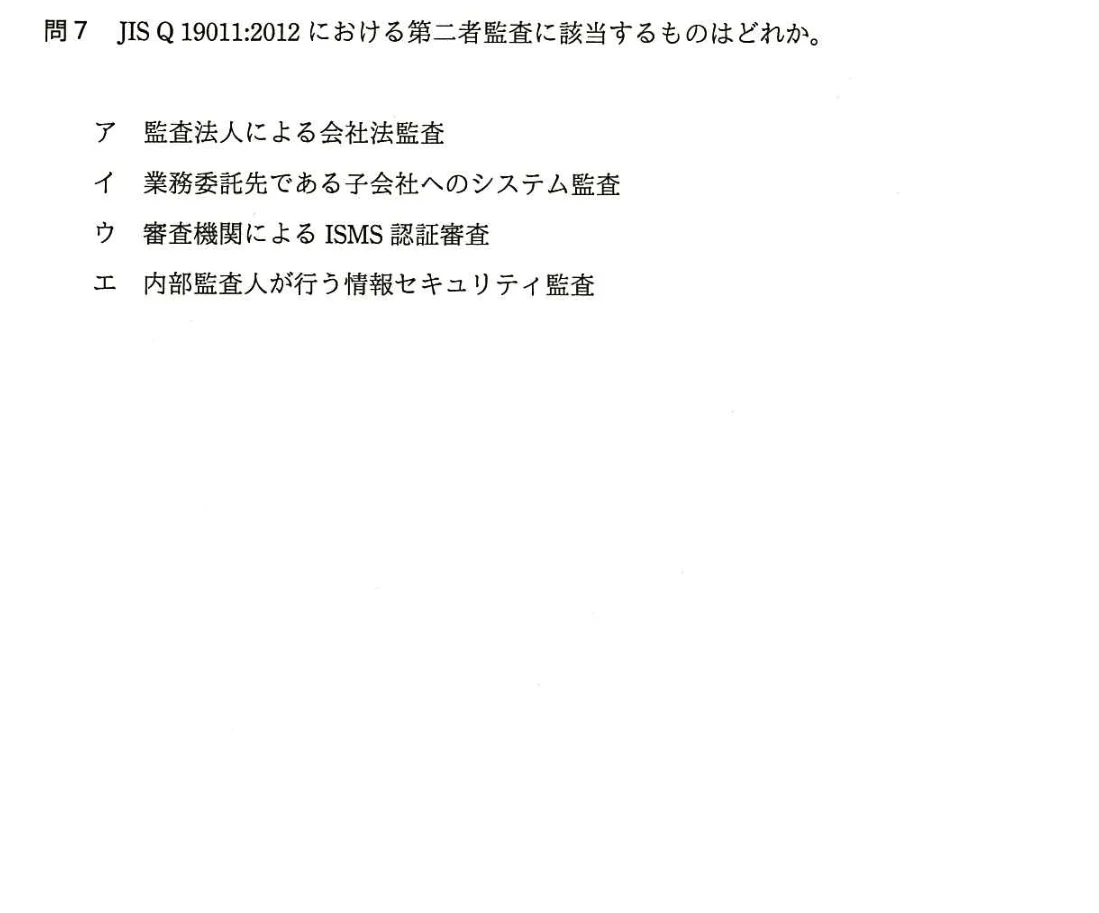 問7 JIS Q 19011:2012 における第二者監査に該当するものはどれか。
ア 監査法人による会社法監査
イ 業務委託先である子会社へのシステム監査
ウ 審査機関による ISMS 認証審査
エ 内部監査人が行う情報セキュリティ監査